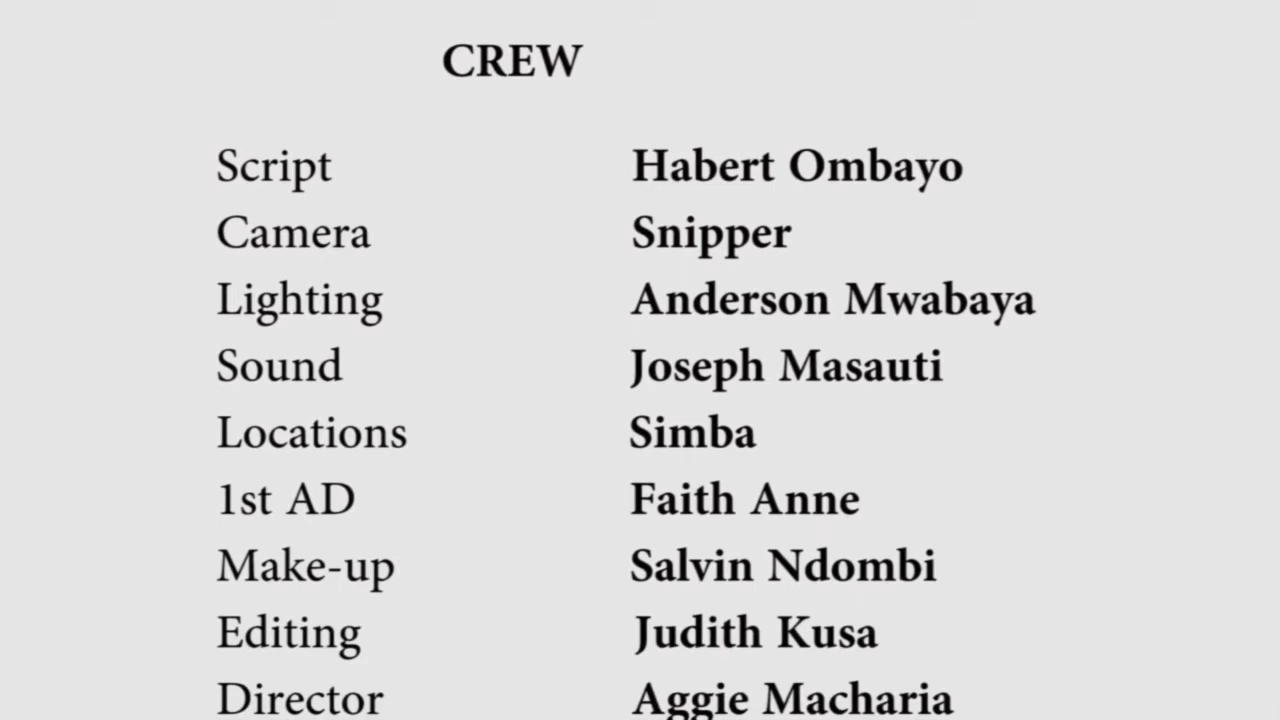 CREW
Script Habert Ombayo
Camera Snipper
Lighting Anderson Mwabaya
Sound Joseph Masauti
Locations Simba
1st AD Faith Anne
Make-up Salvin Ndombi
Editing Judith Kusa
Director Aggie Macharia